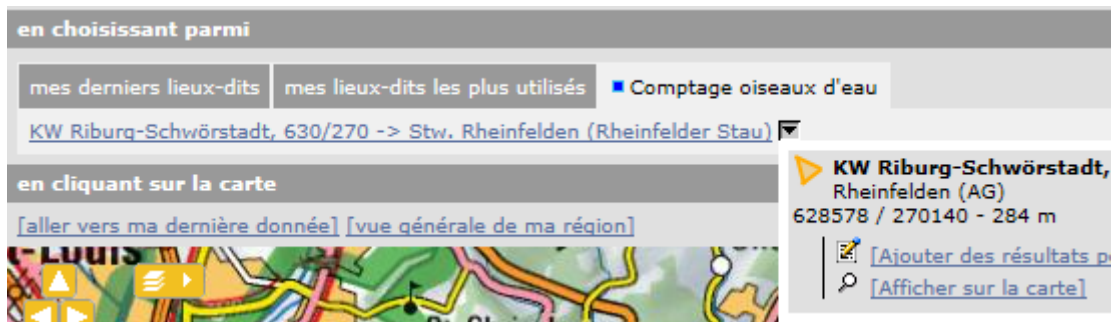 en choisissant parmi
mes derniers lieux-dits mes lieux-dits les plus utilisés Comptage oiseaux d'eau
KW Riburg-Schwörstadt, 630/270 -> Stw. Rheinfelden (Rheinfelder Stau)
en cliquant sur la carte
[aller vers ma dernière donnée] [vue générale de ma région]
KW Riburg-Schwörstadt,
Rheinfelden (AG)
628578 / 270140 - 284 m
[Ajouter des résultats
[Afficher sur la carte]